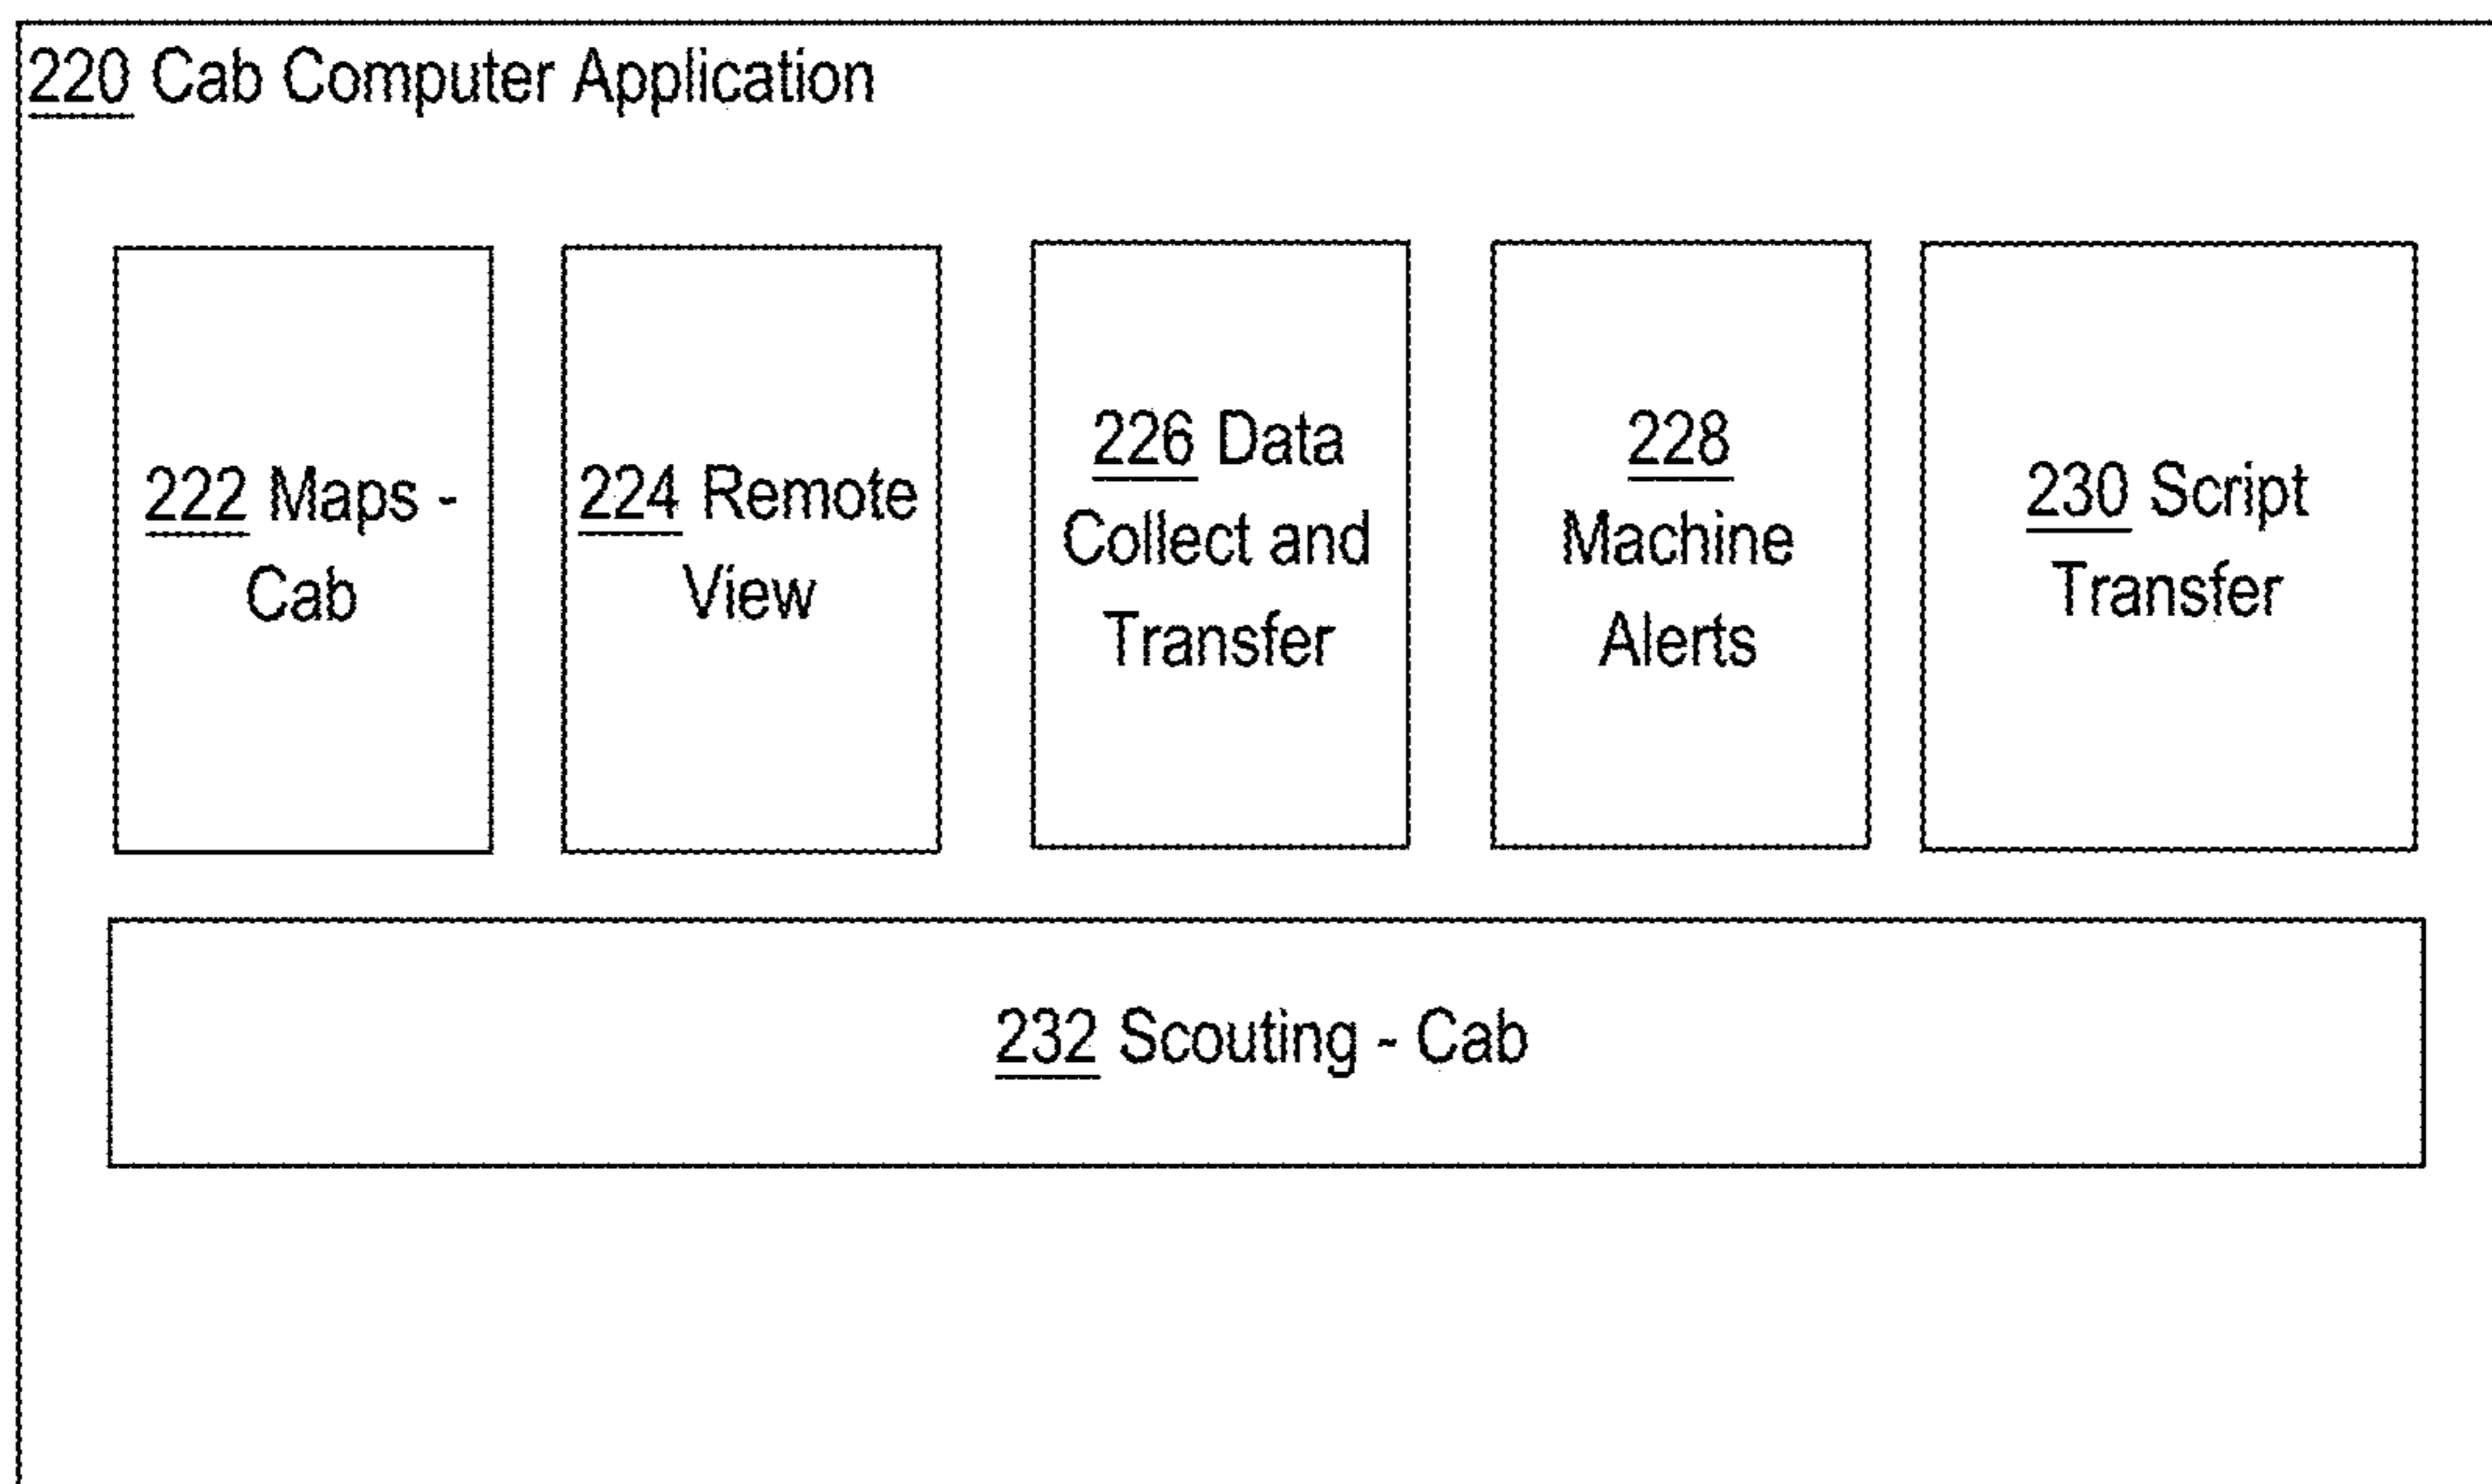 220 Cab Computer Application
222 Maps -
Cab
224 Remote
View
226 Data
Collect and
Transfer
228
Machine
Alerts
230 Script
Transfer
232 Scouting - Cab